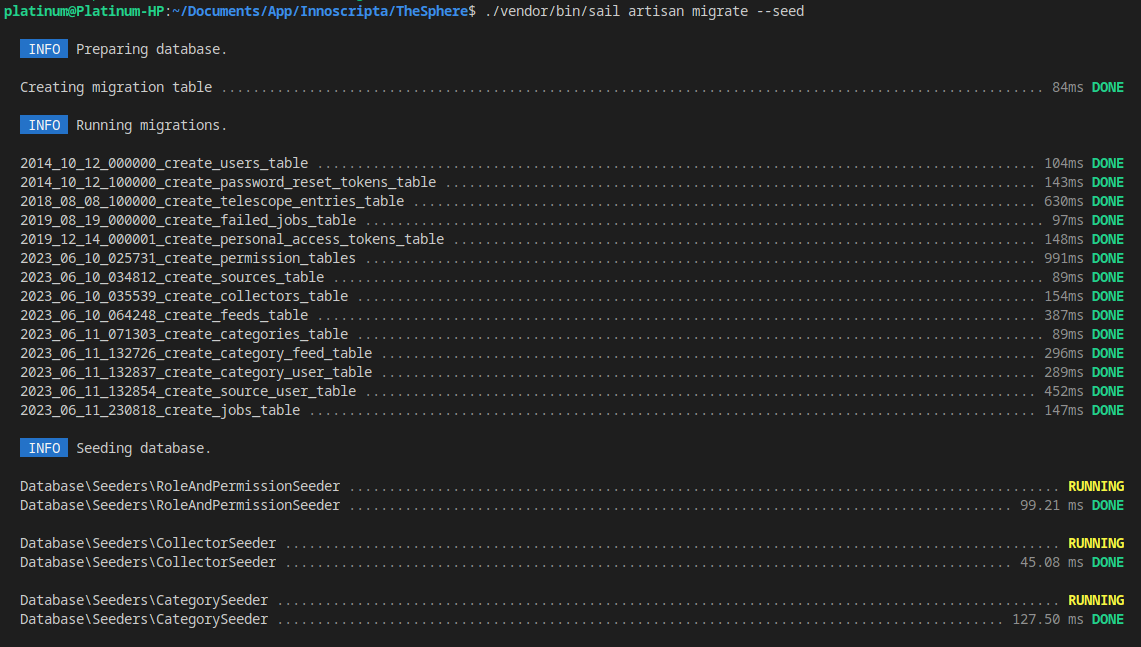 platinum@Platinum-HP:~/Documents/App/Innoscripta/TheSphere$ ./vendor/bin/sail artisan migrate --seed
INFO Preparing database.
Creating migration table ........................................................................................................ 84ms DONE
INFO Running migrations.
2014_10_12_000000_create_users_table ........................................................................................... 104ms DONE
2014_10_12_100000_create_password_reset_tokens_table ........................................................................... 143ms DONE
2018_08_08_100000_create_telescope_entries_table ............................................................................... 630ms DONE
2019_08_19_000000_create_failed_jobs_table ...................................................................................... 97ms DONE
2019_12_14_000001_create_personal_access_tokens_table .......................................................................... 148ms DONE
2023_06_10_025731_create_permission_tables ..................................................................................... 991ms DONE
2023_06_10_034812_create_sources_table .......................................................................................... 89ms DONE
2023_06_10_035539_create_collectors_table ...................................................................................... 154ms DONE
2023_06_10_064248_create_feeds_table ........................................................................................... 387ms DONE
2023_06_11_071303_create_categories_table ....................................................................................... 89ms DONE
2023_06_11_132726_create_category_feed_table ................................................................................... 296ms DONE
2023_06_11_132837_create_category_user_table ................................................................................... 289ms DONE
2023_06_11_132854_create_source_user_table ..................................................................................... 452ms DONE
2023_06_11_230818_create_jobs_table ............................................................................................ 147ms DONE
INFO Seeding database.
Database\Seeders\RoleAndPermissionSeeder .......................................................................................... RUNNING
Database\Seeders\RoleAndPermissionSeeder .................................................................................... 99.21 ms DONE
Database\Seeders\CollectorSeeder .................................................................................................. RUNNING
Database\Seeders\CollectorSeeder ............................................................................................ 45.08 ms DONE
Database\Seeders\CategorySeeder ................................................................................................... RUNNING
Database\Seeders\CategorySeeder ............................................................................................ 127.50 ms DONE